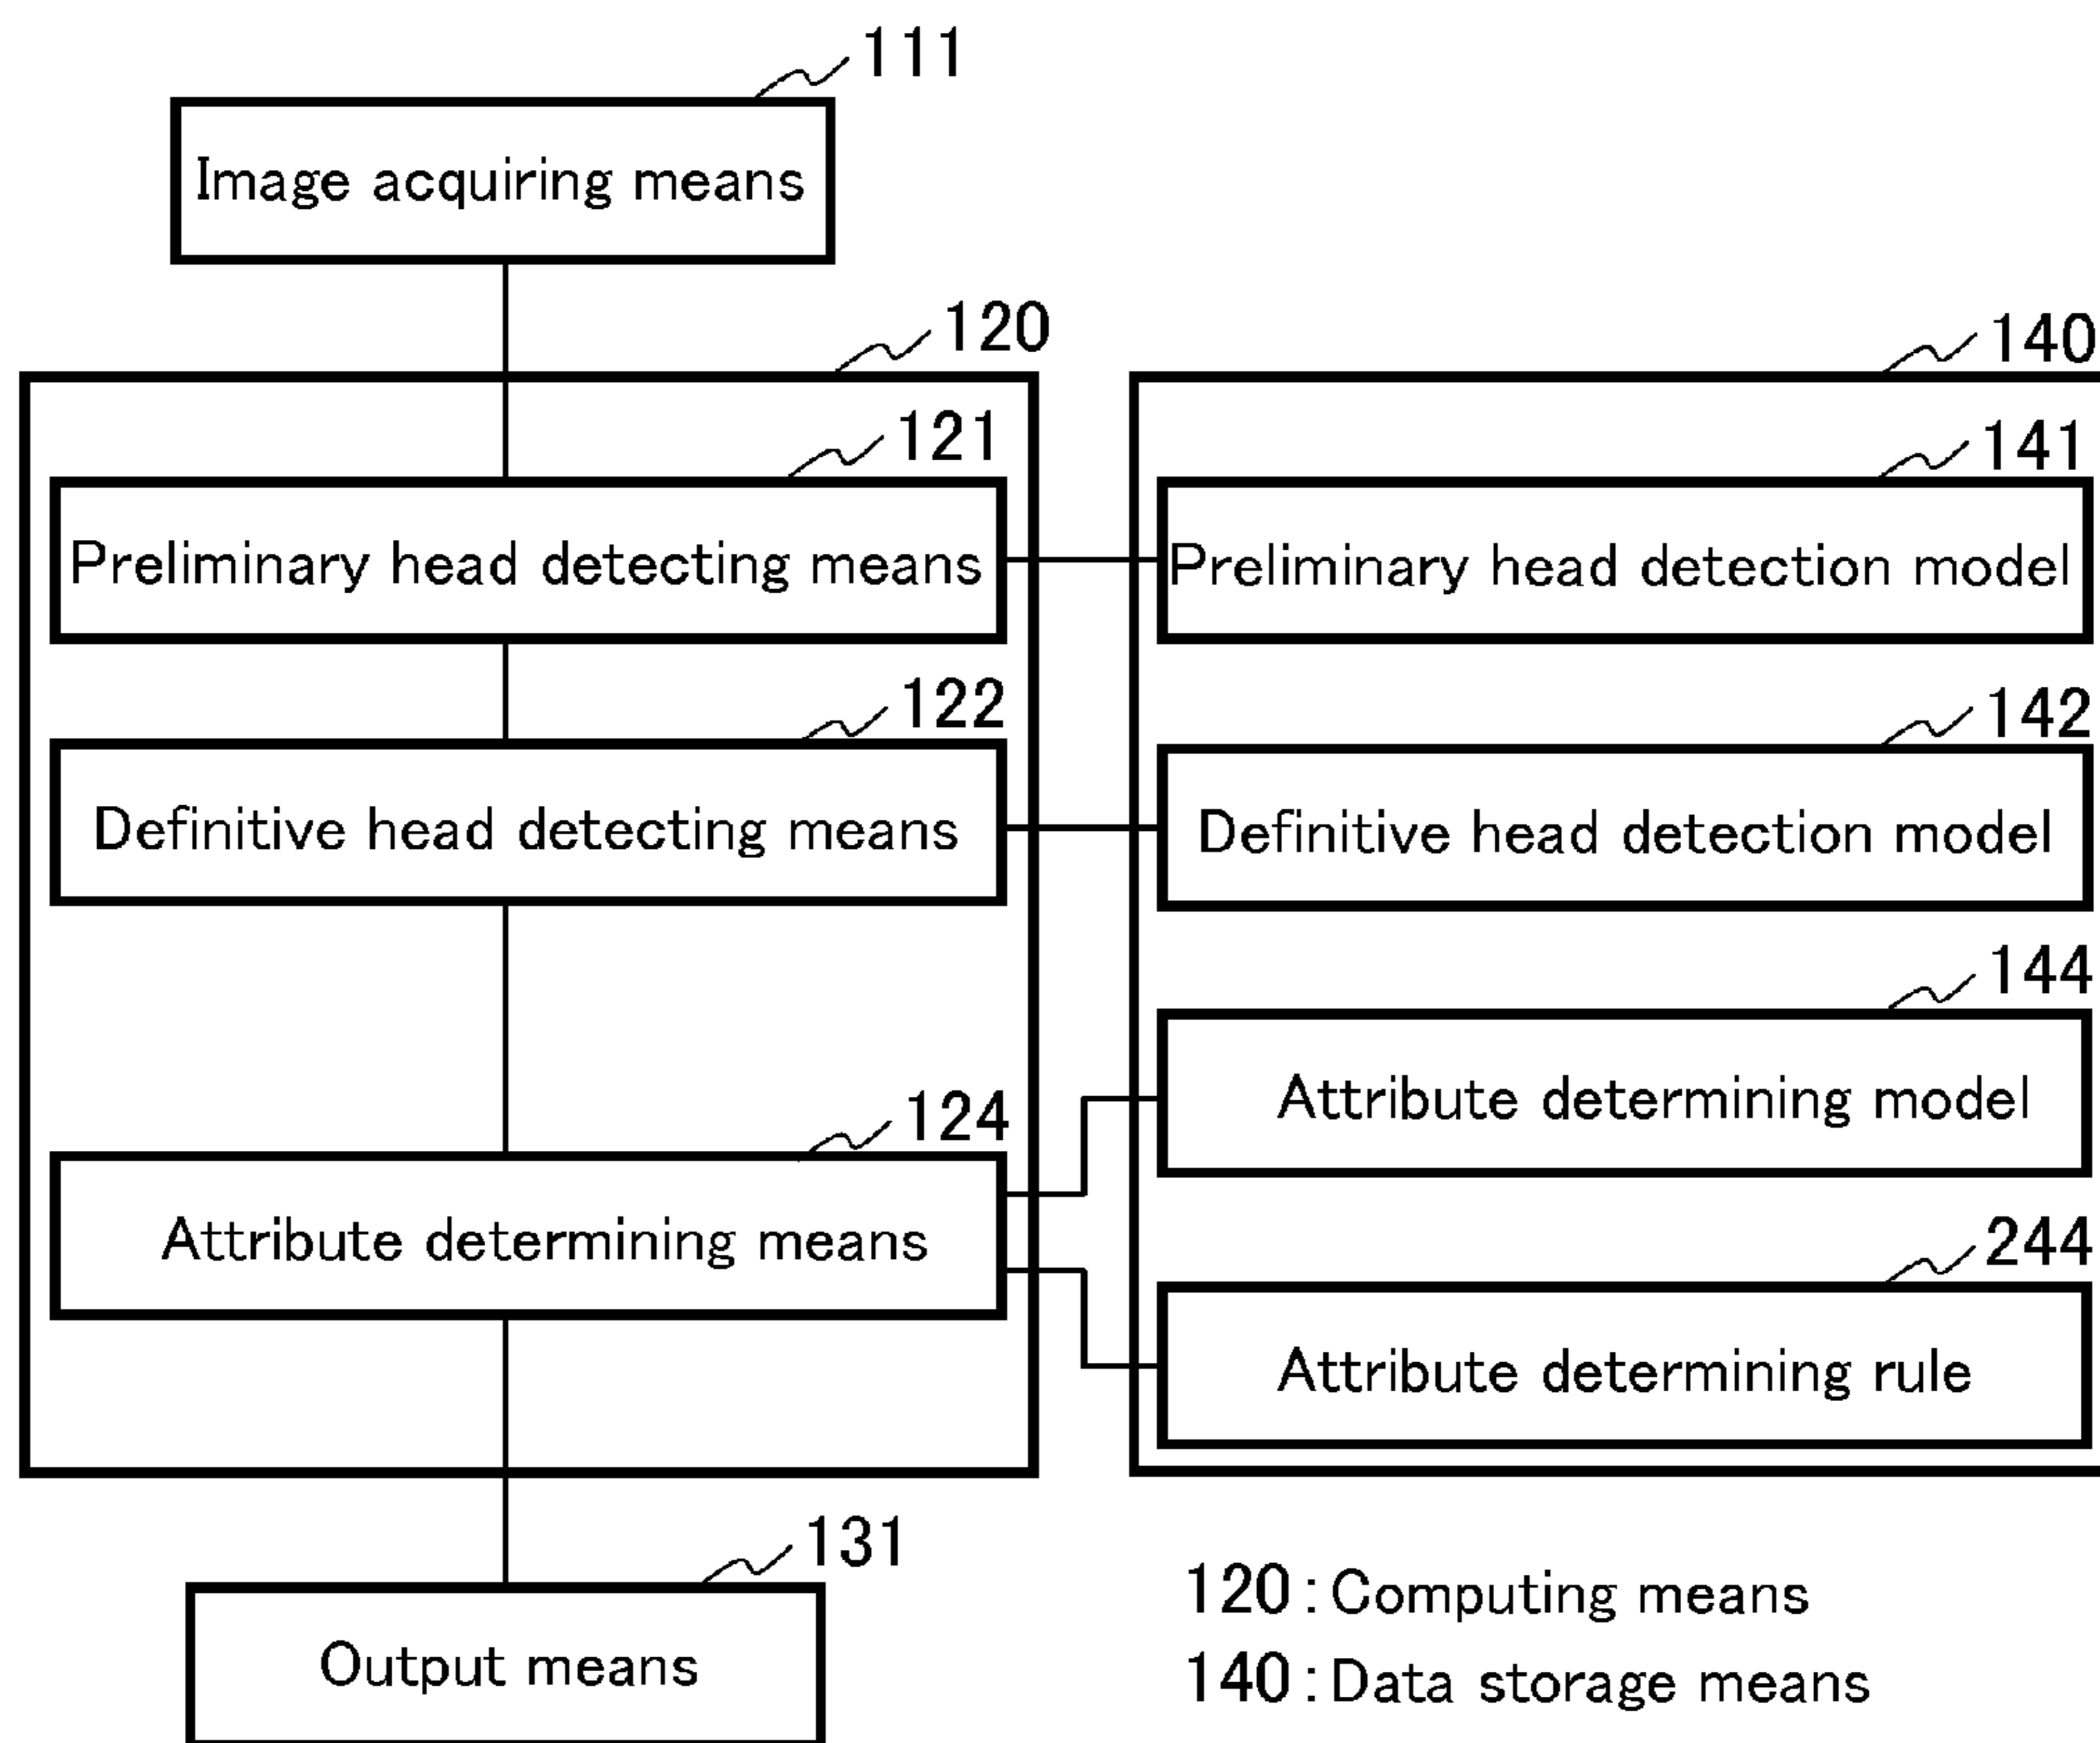 111
Image acquiring means
120
140
121
141
Preliminary head detecting means
Preliminary head detection model
122
142
Definitive head detecting means
Definitive head detection model
144
Attribute determining model
124
Attribute determining means
244
Attribute determining rule
131
Output means
120 : Computing means
140 : Data storage means